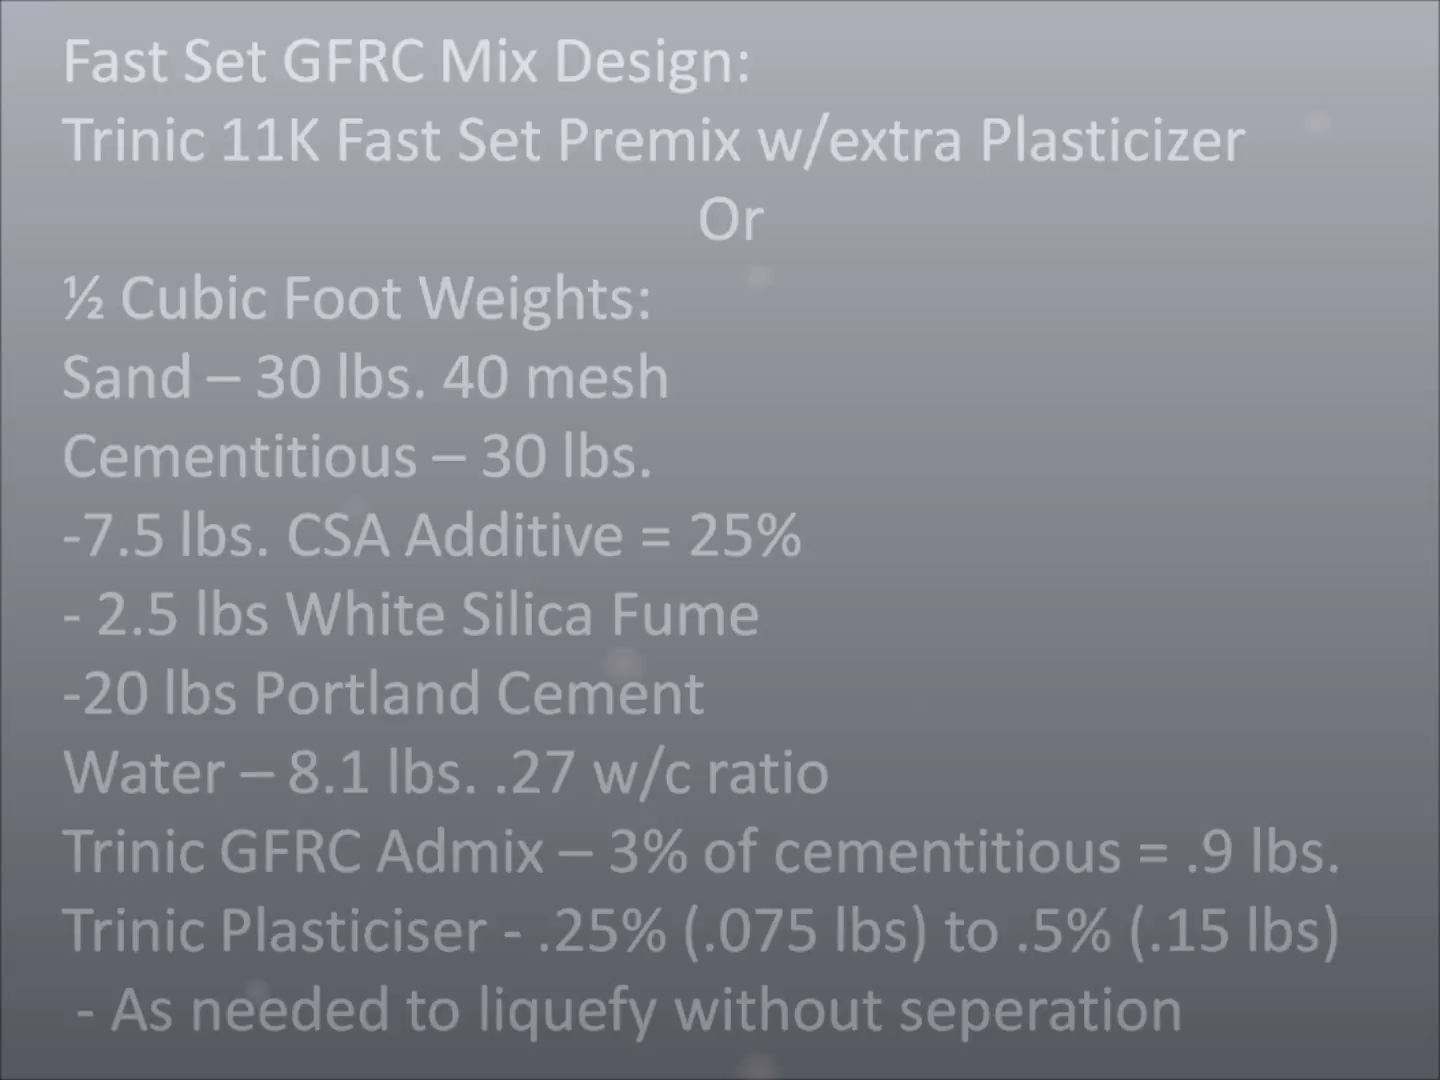 Fast Set GFRC Mix Design:
Trinic 11K Fast Set Premix w/extra Plasticizer
Or
½ Cubic Foot Weights:
Sand – 30 lbs. 40 mesh
Cementitious – 30 lbs.
-7.5 lbs. CSA Additive = 25%
- 2.5 lbs White Silica Fume
-20 lbs Portland Cement
Water – 8.1 lbs. .27 w/c ratio
Trinic GFRC Admix – 3% of cementitious = .9 lbs.
Trinic Plasticiser - .25% (.075 lbs) to .5% (.15 lbs)
- As needed to liquefy without seperation